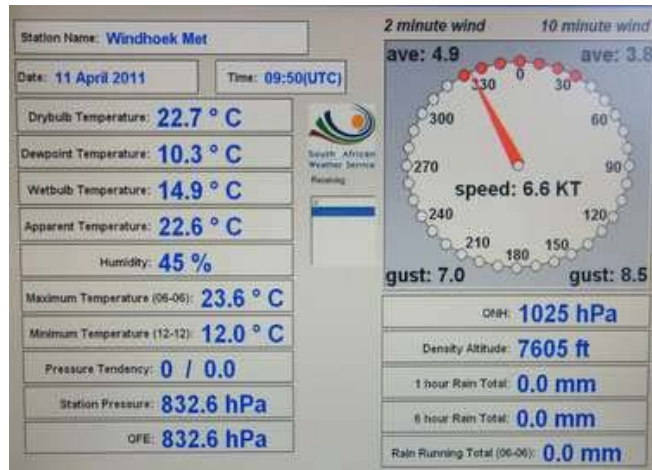 Station Name: Windhoek Met
Date: 11 April 2011
Time: 09:50(UTC)
Drybulb Temperature: 22.7 ° C
Dewpoint Temperature: 10.3 ° C
Wetbulb Temperature: 14.9 ° C
Apparent Temperature: 22.6 ° C
Humidity: 45 %
Maximum Temperature (06-06): 23.6 ° C
Minimum Temperature (12-12): 12.0 ° C
Pressure Tendency: 0 / 0.0
Station Pressure: 832.6 hPa
QFE: 832.6 hPa
South African
Weather Service
Receiving
2 minute wind
10 minute wind
ave: 4.9
ave: 3.8
330
0
30
300
60
270
90
speed: 6.6 KT
240
120
210
180
150
gust: 7.0
gust: 8.5
QNH: 1025 hPa
Density Altitude: 7605 ft
1 hour Rain Total: 0.0 mm
6 hour Rain Total: 0.0 mm
Rain Running Total (06-06): 0.0 mm